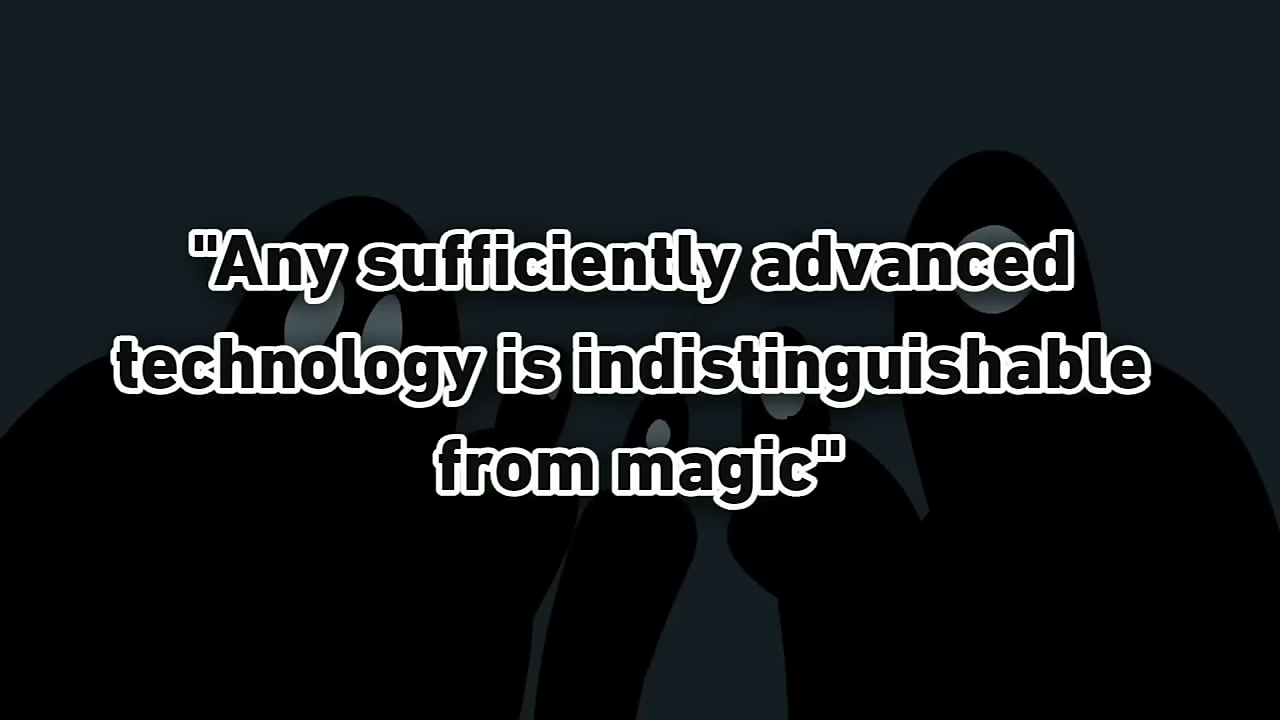 "Any sufficiently advanced
technology is indistinguishable
from magic"